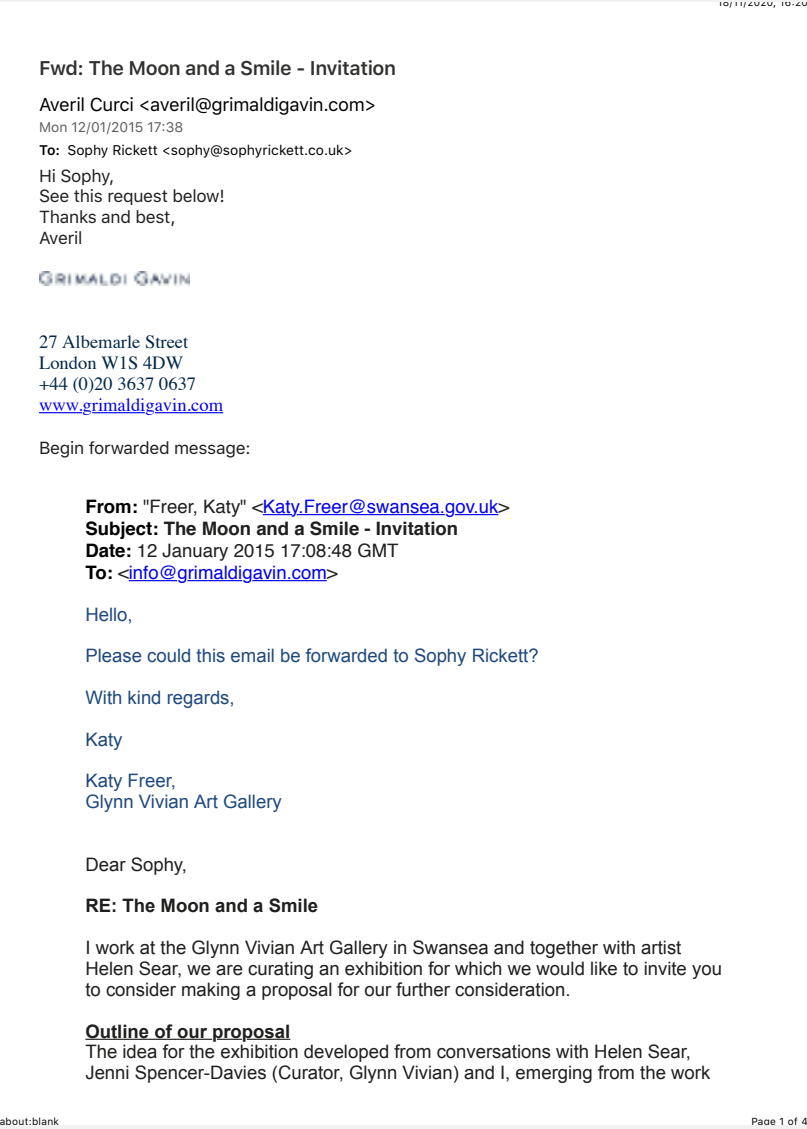 18/11/2020, 16:20
Fwd: The Moon and a Smile - Invitation
Averil Curci <averil@grimaldigavin.com>
Mon 12/01/2015 17:38
To: Sophy Rickett <sophy@sophyrickett.co.uk>
Hi Sophy,
See this request below!
Thanks and best,
Averil
GRIMALDI GAVIN
27 Albemarle Street
London W1S 4DW
+44 (0)20 3637 0637
www.grimaldigavin.com
Begin forwarded message:
From: "Freer, Katy" <Katy.Freer@swansea.gov.uk>
Subject: The Moon and a Smile - Invitation
Date: 12 January 2015 17:08:48 GMT
To: <info@grimaldigavin.com>
Hello,
Please could this email be forwarded to Sophy Rickett?
With kind regards,
Katy
Katy Freer,
Glynn Vivian Art Gallery
Dear Sophy,
RE: The Moon and a Smile
I work at the Glynn Vivian Art Gallery in Swansea and together with artist
Helen Sear, we are curating an exhibition for which we would like to invite you
to consider making a proposal for our further consideration.
Outline of our proposal
The idea for the exhibition developed from conversations with Helen Sear,
Jenni Spencer-Davies (Curator, Glynn Vivian) and I, emerging from the work
about:blank
Page 1 of 4